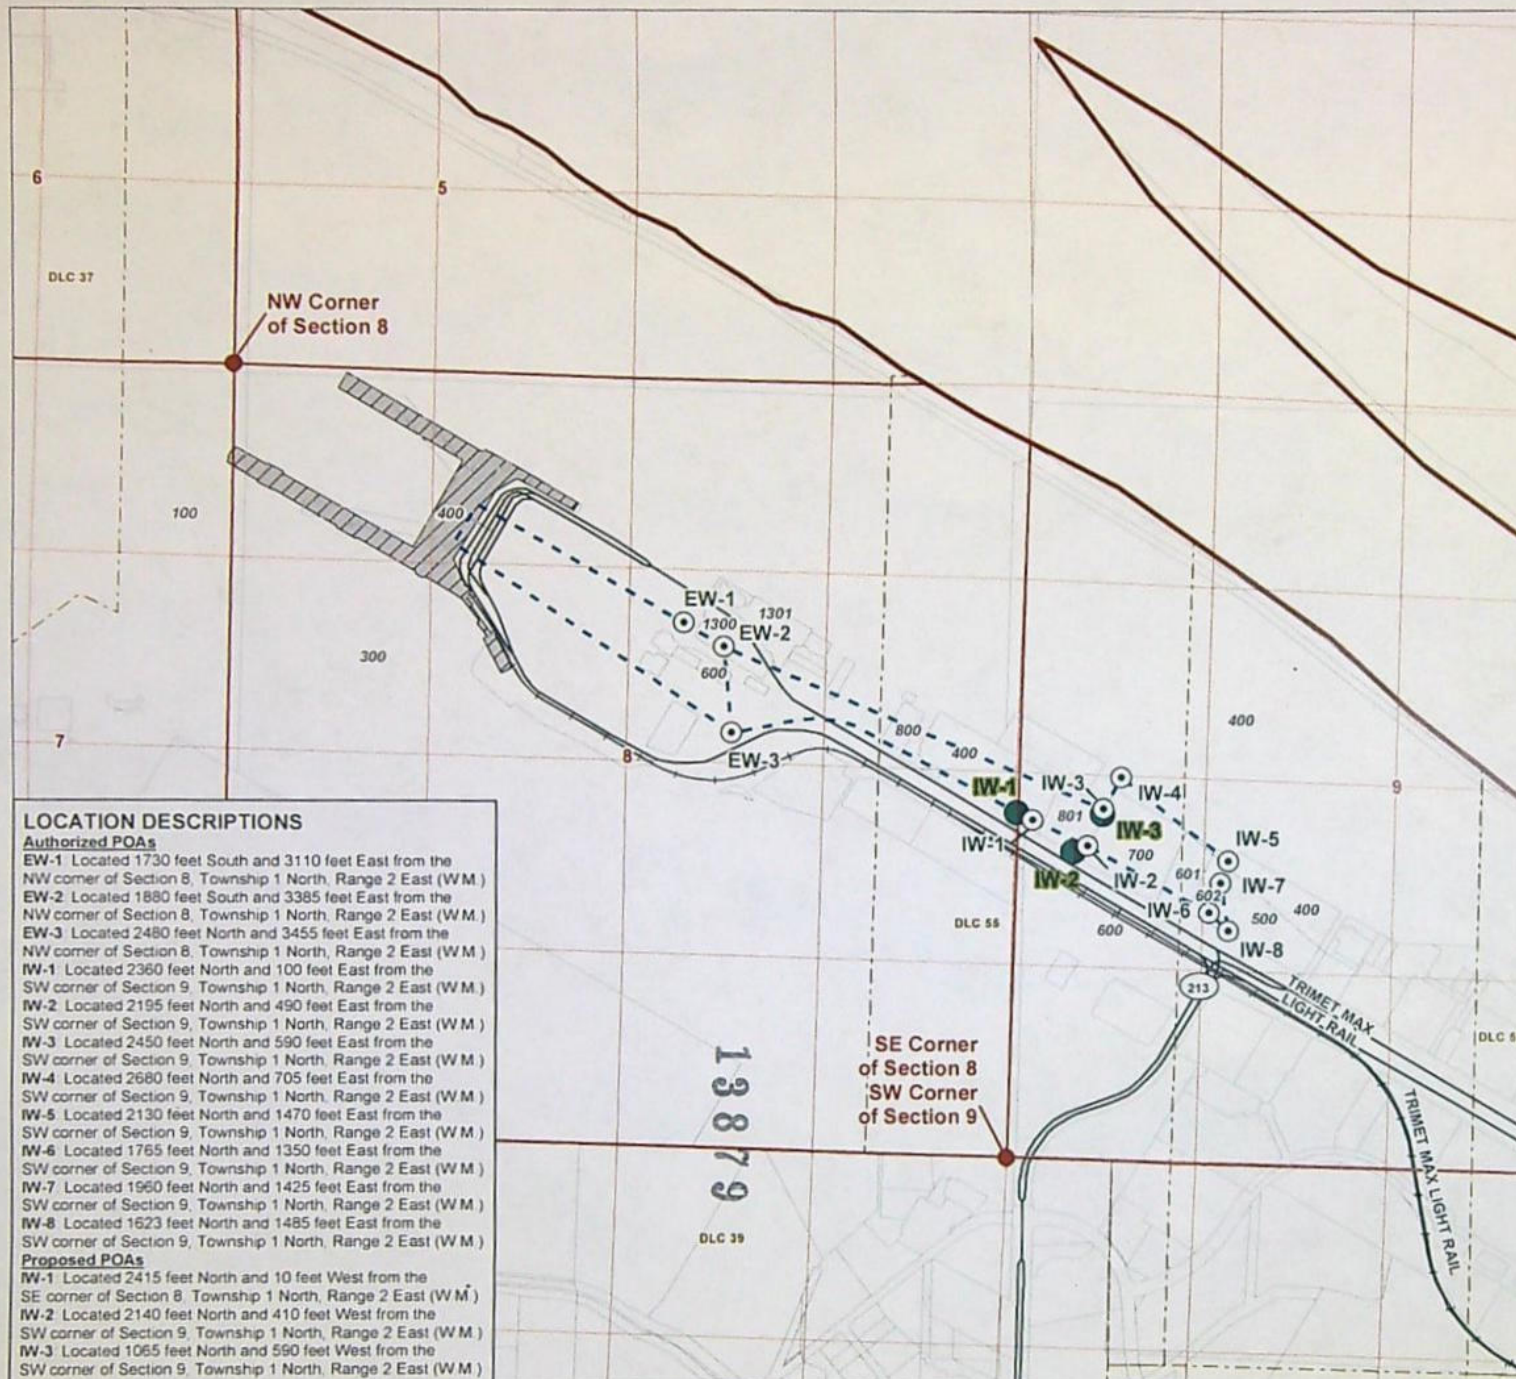 6
5
DLC 37
NW Corner
of Section 8
100
400
300
EW-1
1301
1300
EW-2
600
EW-3
7
8
800
400
400
9
IW-1
IW-3
IW-4
801
IW-3
IW-1
IW-5
700
IW-2
IW-2
601
IW-7
602
IW-6
500
400
IW-8
DLC 55
600
213
TRIMET MAX
LIGHT RAIL
DLC 5
SE Corner
of Section 8
SW Corner
of Section 9
TRIMET MAX LIGHT RAIL
13879
DLC 39
LOCATION DESCRIPTIONS
Authorized POAs
EW-1: Located 1730 feet South and 3110 feet East from the
NW corner of Section 8, Township 1 North, Range 2 East (W.M.)
EW-2: Located 1880 feet South and 3385 feet East from the
NW corner of Section 8, Township 1 North, Range 2 East (W.M.)
EW-3: Located 2480 feet North and 3455 feet East from the
NW corner of Section 8, Township 1 North, Range 2 East (W.M.)
IW-1: Located 2360 feet North and 100 feet East from the
SW corner of Section 9, Township 1 North, Range 2 East (W.M.)
IW-2: Located 2195 feet North and 490 feet East from the
SW corner of Section 9, Township 1 North, Range 2 East (W.M.)
IW-3: Located 2450 feet North and 590 feet East from the
SW corner of Section 9, Township 1 North, Range 2 East (W.M.)
IW-4: Located 2680 feet North and 705 feet East from the
SW corner of Section 9, Township 1 North, Range 2 East (W.M.)
IW-5: Located 2130 feet North and 1470 feet East from the
SW corner of Section 9, Township 1 North, Range 2 East (W.M.)
IW-6: Located 1765 feet North and 1350 feet East from the
SW corner of Section 9, Township 1 North, Range 2 East (W.M.)
IW-7: Located 1960 feet North and 1425 feet East from the
SW corner of Section 9, Township 1 North, Range 2 East (W.M.)
IW-8: Located 1623 feet North and 1485 feet East from the
SW corner of Section 9, Township 1 North, Range 2 East (W.M.)
Proposed POAs
IW-1: Located 2415 feet North and 10 feet West from the
SE corner of Section 8, Township 1 North, Range 2 East (W.M.)
IW-2: Located 2140 feet North and 410 feet West from the
SW corner of Section 9, Township 1 North, Range 2 East (W.M.)
IW-3: Located 1065 feet North and 590 feet West from the
SW corner of Section 9, Township 1 North, Range 2 East (W.M.)